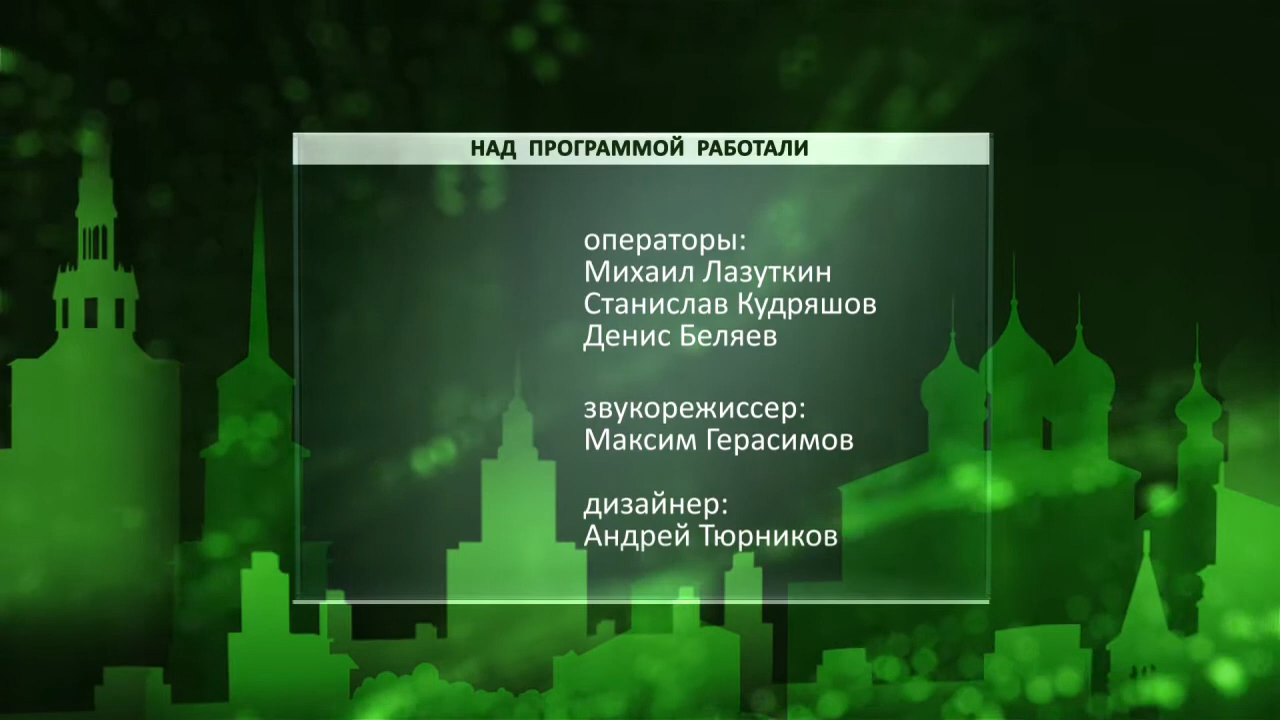 НАД ПРОГРАММОЙ РАБОТАЛИ
операторы:
Михаил Лазуткин
Станислав Кудряшов
Денис Беляев
звукорежиссер:
Максим Герасимов
дизайнер:
Андрей Тюрников